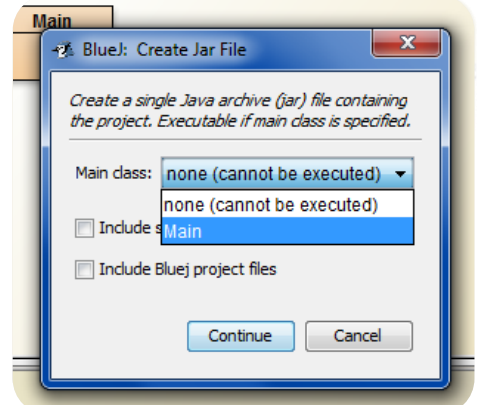 Main
BlueJ: Create Jar File
Create a single Java archive (jar) file containing
the project. Executable if main class is specified.
Main class: none (cannot be executed)
none (cannot be executed)
Include s
Main
Include Bluej project files
Continue Cancel